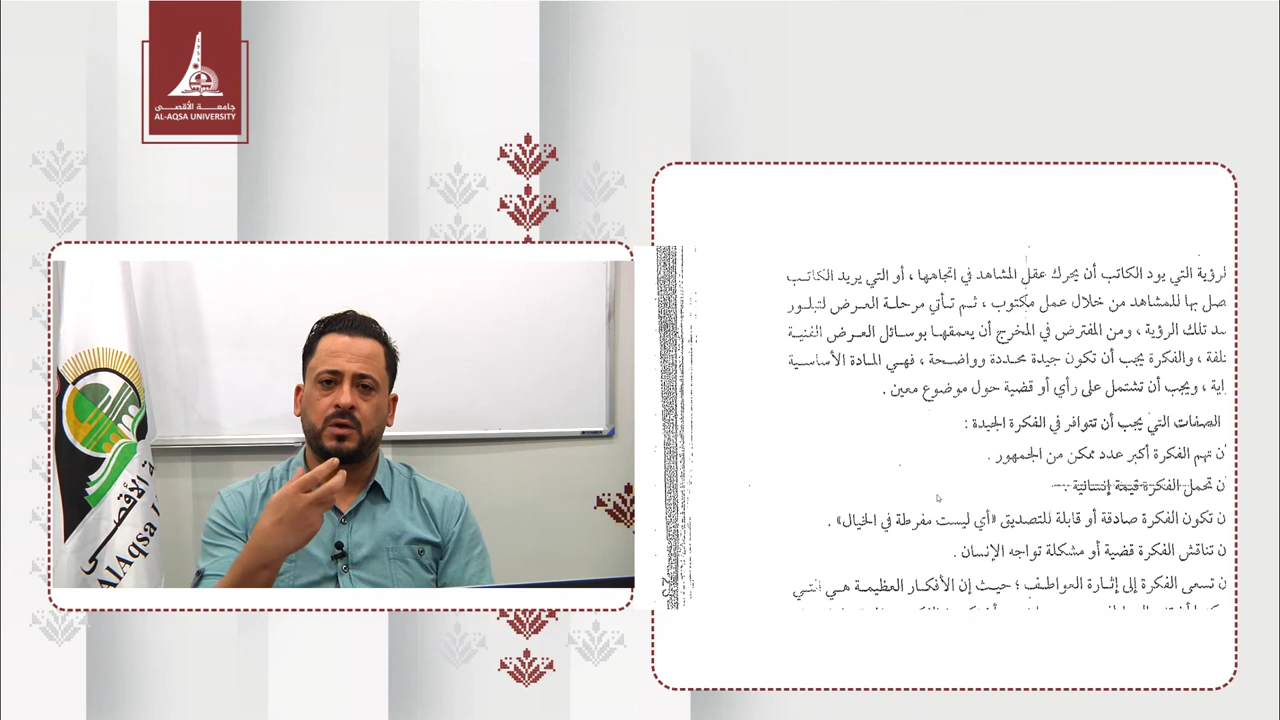 جامعة الأقصى
AL-AQSA UNIVERSITY
لرؤية التي يود الكاتب أن يحرك عقل المشاهد في اتجاهها ، أو التي يريد الكاتب
صل بها للمشاهد من خلال عمل مكتوب ، ثم تأتي مرحلة العرض لتبلور
تلك الرؤية ، ومن المفترض في المخرج أن يعمقها بوسائل العرض الفنية
تلفة ، والفكرة يجب أن تكون جيدة محددة وواضحة ، فهي المادة الأساسية
اية ، ويجب أن تشتمل على رأي أو قضية حول موضوع معين .
الصفات التي يجب أن تتوافر في الفكرة الجيدة :
ن تهم الفكرة أكبر عدد ممكن من الجمهور .
ن تحمل الفكرة قيمة إنسانية .
ن تكون الفكرة صادقة أو قابلة للتصديق «أي ليست مفرطة في الخيال» .
ن تناقش الفكرة قضية أو مشكلة تواجه الإنسان .
ن تسعى الفكرة إلى إثارة العواطف ؛ حيث إن الأفكار العظيمة هي التي
الأقصى
AlAqsa